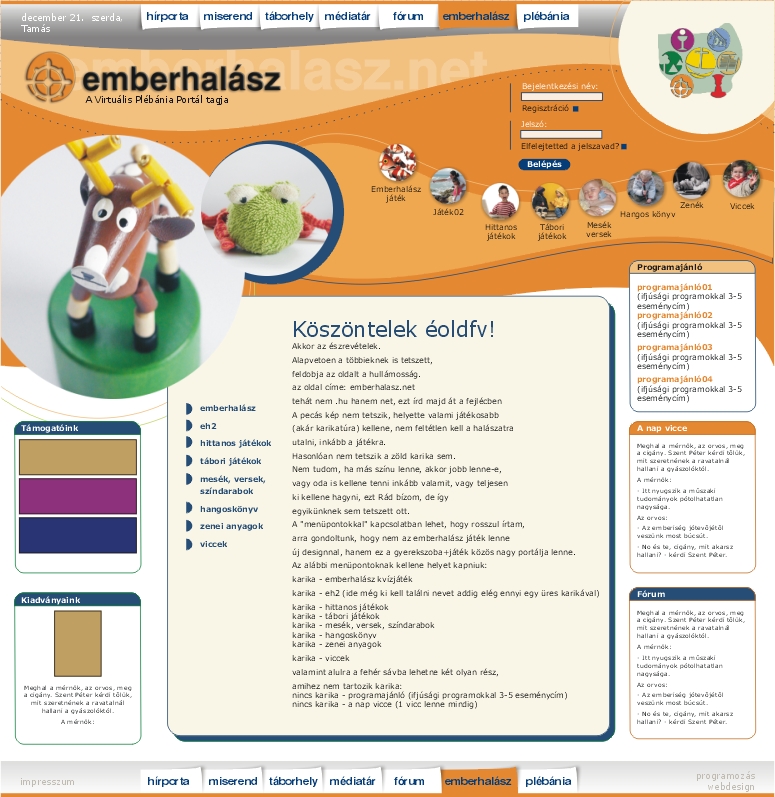 december 21.  szerda,
Tamás
hírporta
miserend
táborhely
médiatár
fórum
emberhalász
plébánia
emberhalasz.net
emberhalász
A Virtuális Plébánia Portál tagja
Bejelentkezési név:
Regisztráció
Jelszó:
Elfelejtetted a jelszavad?
Belépés
Emberhalász
játék
Játék02
Hittanos
játékok
Tábori
játékok
Mesék
versek
Hangos könyv
Zenék
Viccek
Programajánló
programajánló01
(ifjúsági programokkal 3-5
eseménycím)
programajánló02
(ifjúsági programokkal 3-5
eseménycím)
programajánló03
(ifjúsági programokkal 3-5
eseménycím)
programajánló04
(ifjúsági programokkal 3-5
eseménycím)
Köszöntelek éoldfv!
Akkor az észrevételek.
Alapvetoen a többieknek is tetszett,
feldobja az oldalt a hullámosság.
az oldal címe: emberhalasz.net
tehát nem .hu hanem net, ezt írd majd át a fejlécben
A pecás kép nem tetszik, helyette valami játékosabb
(akár karikatúra) kellene, nem feltétlen kell a halászatra
utalni, inkább a játékra.
Hasonlóan nem tetszik a zöld karika sem.
Nem tudom, ha más színu lenne, akkor jobb lenne-e,
vagy oda is kellene tenni inkább valamit, vagy teljesen
ki kellene hagyni, ezt Rád bízom, de így
egyikünknek sem tetszett ott.
A "menüpontokkal" kapcsolatban lehet, hogy rosszul írtam,
arra gondoltunk, hogy nem az emberhalász játék lenne
új designnal, hanem ez a gyerekszoba+játék közös nagy portálja lenne.
Az alábbi menüpontoknak kellene helyet kapniuk:
karika - emberhalász kvízjáték
karika - eh2 (ide még ki kell találni nevet addig elég ennyi egy üres karikával)
karika - hittanos játékok
karika - tábori játékok
karika - mesék, versek, színdarabok
karika - hangoskönyv
karika - zenei anyagok
karika - viccek
valamint alulra a fehér sávba lehetne két olyan rész,
amihez nem tartozik karika:
nincs karika - programajánló (ifjúsági programokkal 3-5 eseménycím)
nincs karika - a nap vicce (1 vicc lenne mindig)
emberhalász
eh2
hittanos játékok
tábori játékok
mesék, versek,
színdarabok
hangoskönyv
zenei anyagok
viccek
Támogatóink
Kiadványaink
Meghal a mérnök, az orvos, meg
a cigány. Szent Péter kérdi tőlük,
mit szeretnének a ravatalnál
hallani a gyászolóktól.
A mérnök:
A nap vicce
Meghal a mérnök, az orvos, meg
a cigány. Szent Péter kérdi tőlük,
mit szeretnének a ravatalnál
hallani a gyászolóktól.
A mérnök:
- Itt nyugszik a műszaki
tudományok pótolhatatlan
nagysága.
Az orvos:
- Az emberiség jótevőjétől
veszünk most búcsút.
- No és te, cigány, mit akarsz
hallani? - kérdi Szent Péter.
Fórum
Meghal a mérnök, az orvos, meg
a cigány. Szent Péter kérdi tőlük,
mit szeretnének a ravatalnál
hallani a gyászolóktól.
A mérnök:
- Itt nyugszik a műszaki
tudományok pótolhatatlan
nagysága.
Az orvos:
- Az emberiség jótevőjétől
veszünk most búcsút.
- No és te, cigány, mit akarsz
hallani? - kérdi Szent Péter.
impresszum
hírporta
miserend
táborhely
médiatár
fórum
emberhalász
plébánia
programozás
webdesign